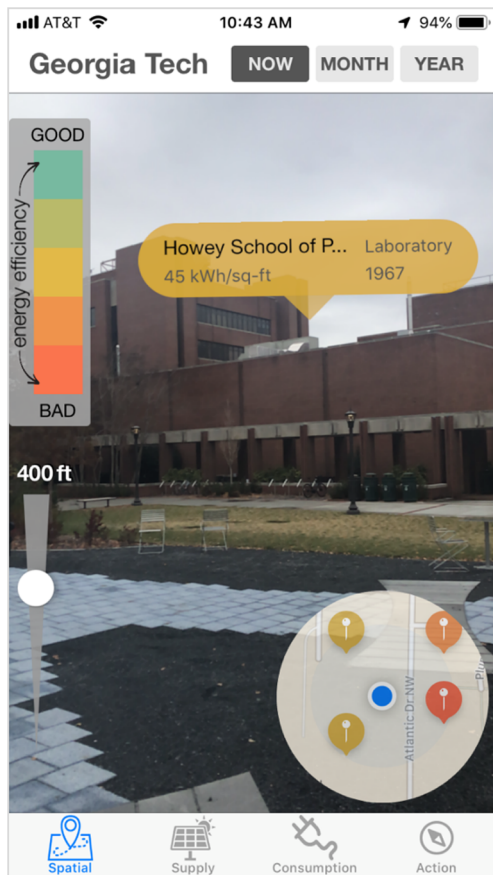 AT&T 10:43 AM 94%
Georgia Tech NOW MONTH YEAR
GOOD
energy efficiency
BAD
Howey School of P... Laboratory
45 kWh/sq-ft 1967
400 ft
Atlantic Dr NW
Spatial Supply Consumption Action